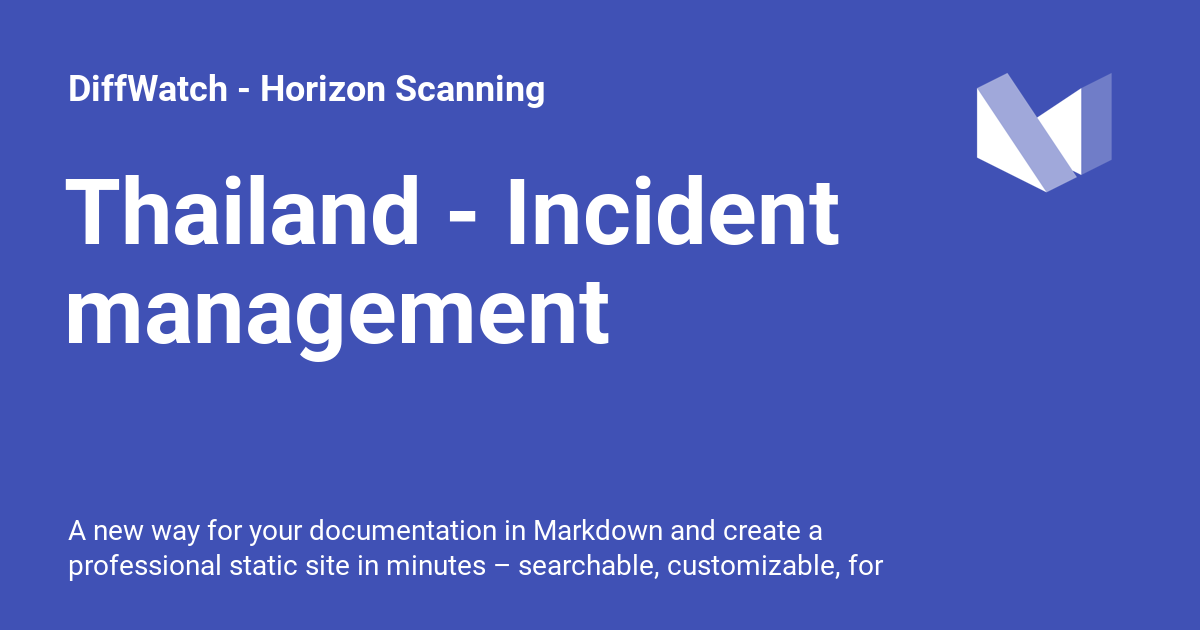 DiffWatch - Horizon Scanning
Thailand - Incident
management
A new way for your documentation in Markdown and create a
professional static site in minutes – searchable, customizable, for